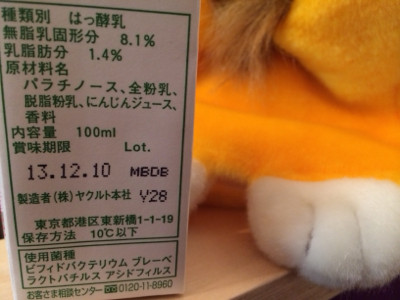 種類別 はっ酵乳
無脂乳固形分 8.1%
乳脂肪分 1.4%
原材料名
パラチノース、全粉乳、
脱脂粉乳、にんじんジュース、
香料
内容量 100ml
賞味期限 Lot.
13.12.10 MBDB
製造者(株)ヤクルト本社 Y28
東京都港区東新橋1-1-19
保存方法 10℃以下
使用菌種
ビフィドバクテリウム ブレーベ
ラクトバチルス アシドフィルス
お客さま相談センター 0120-11-8960